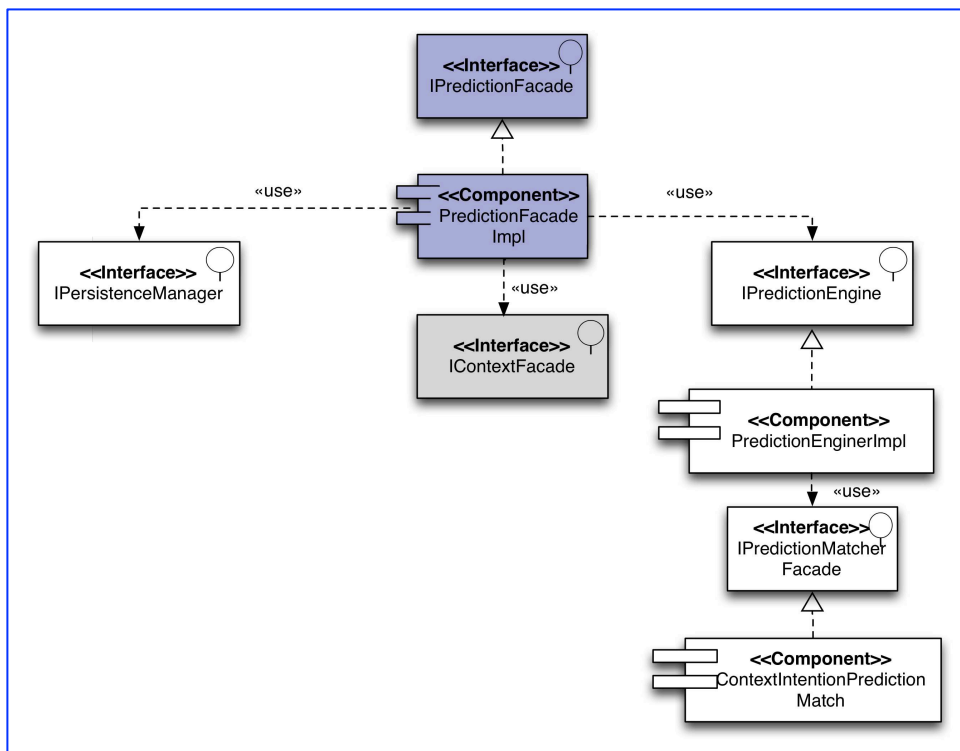 <<Interface>>
IPredictionFacade
«use»
<<Component>>
PredictionFacade
Impl
«use»
<<Interface>>
IPersistenceManager
«use»
<<Interface>>
IContextFacade
<<Interface>>
IPredictionEngine
<<Component>>
PredictionEnginerImpl
«use»
<<Interface>>
IPredictionMatcher
Facade
<<Component>>
ContextIntentionPrediction
Match